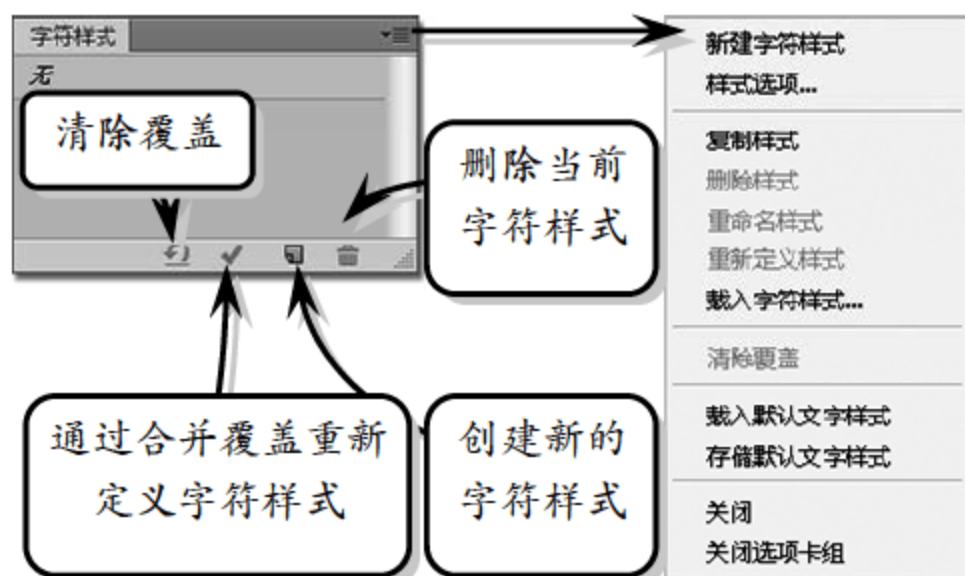 字符样式
无
清除覆盖
删除当前
字符样式
通过合并覆盖重新
定义字符样式
创建新的
字符样式
新建字符样式
样式选项...
复制样式
删除样式
重命名样式
重新定义样式
载入字符样式...
清除覆盖
载入默认文字样式
存储默认文字样式
关闭
关闭选项卡组